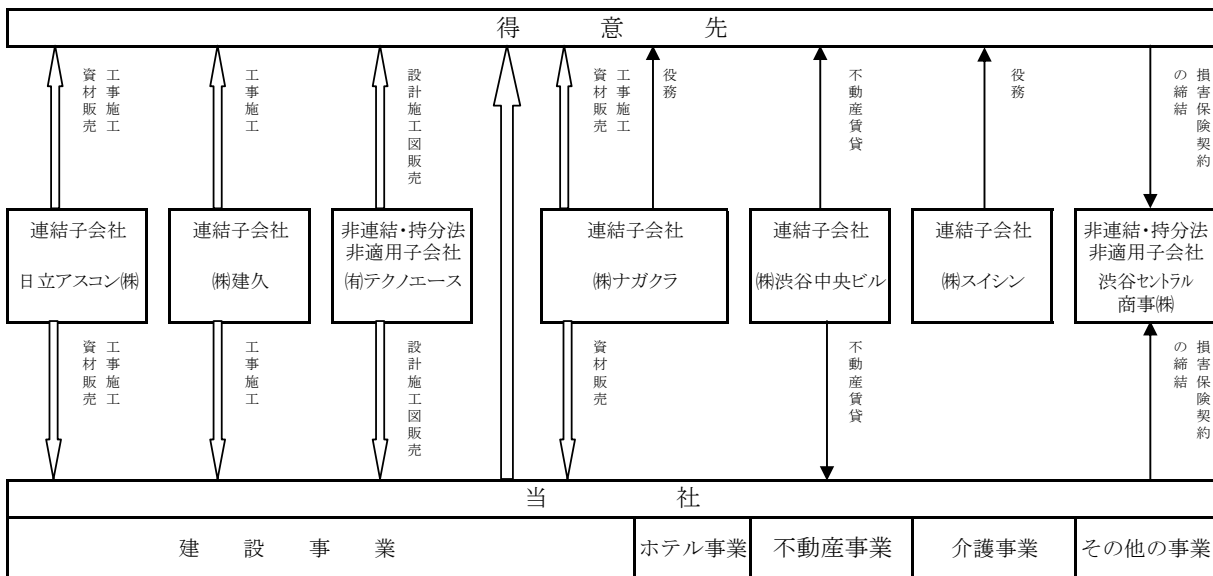 得意先
工事施工
資材販売
工事施工
設計施工図販売
工事施工
資材販売
役務
不動産賃貸
役務
損害保険契約
の締結
連結子会社
日立アスコン㈱
連結子会社
㈱建久
非連結・持分法
非適用子会社
㈲テクノエース
連結子会社
㈱ナガクラ
連結子会社
㈱渋谷中央ビル
連結子会社
㈱スイシン
非連結・持分法
非適用子会社
渋谷セントラル
商事㈱
工事施工
資材販売
工事施工
設計施工図販売
資材販売
不動産賃貸
損害保険契約
の締結
当社
建設事業
ホテル事業
不動産事業
介護事業
その他の事業